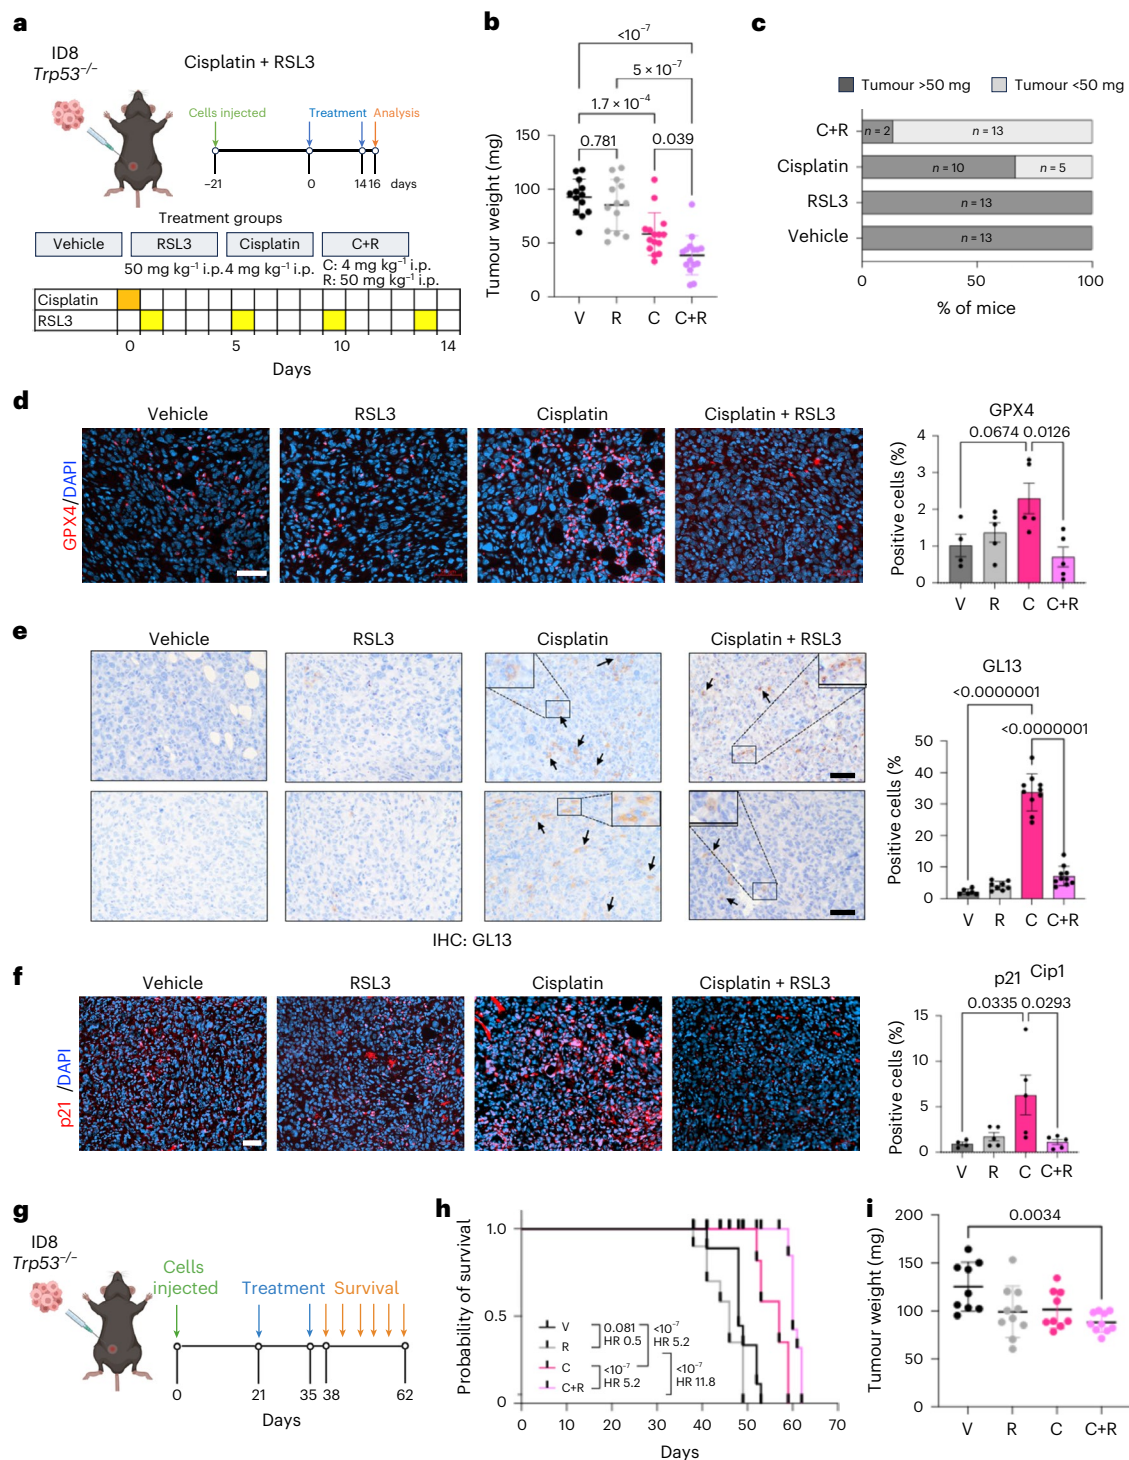 a
ID8
Trp53−/−
Cisplatin + RSL3
Cells injected
Treatment
Analysis
−21
0
14
16
days
Treatment groups
Vehicle
RSL3
Cisplatin
C+R
50 mg kg−1 i.p.
4 mg kg−1 i.p.
C: 4 mg kg−1 i.p.
R: 50 mg kg−1 i.p.
Cisplatin
RSL3
0
5
10
14
Days
b
<10−7
5 × 10−7
1.7 × 10−4
0.781
0.039
Tumour weight (mg)
150
100
50
0
V
R
C
C+R
c
Tumour >50 mg
Tumour <50 mg
C+R
n = 2
n = 13
Cisplatin
n = 10
n = 5
RSL3
n = 13
Vehicle
n = 13
0
50
100
% of mice
d
Vehicle
RSL3
Cisplatin
Cisplatin + RSL3
GPX4/DAPI
GPX4
0.0674
0.0126
Positive cells (%)
4
3
2
1
0
V
R
C
C+R
e
Vehicle
RSL3
Cisplatin
Cisplatin + RSL3
IHC: GL13
GL13
<0.0000001
<0.0000001
Positive cells (%
50
40
30
20
10
0
V
R
C
C+R
f
Vehicle
RSL3
Cisplatin
Cisplatin + RSL3
p21 /DAPI
p21 Cip1
0.0335
0.0293
Positive cells (%)
15
10
5
0
V
R
C
C+R
g
ID8
Trp53−/−
Cells
injected
Treatment
Survival
0
21
35
38
62
Days
h
Probability of survival
1.0
0.5
0
V
R
C
C+R
0.081
HR 0.5
<10−7
HR 5.2
<10−7
HR 5.2
<10−7
HR 11.8
0
10
20
30
40
50
60
70
Days
i
0.0034
Tumour weight (mg)
200
150
100
50
0
V
R
C
C+R